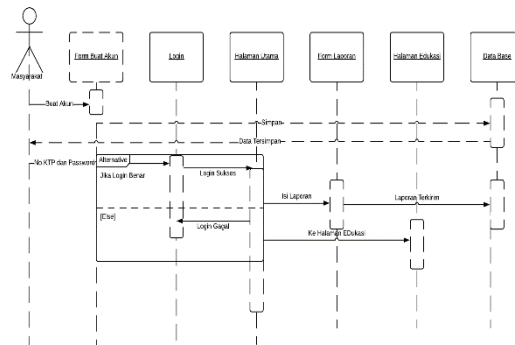 Form Buat Akun
Login
Halaman Utama
Form Laporan
Halaman Edukasi
Data Base
Masyarakat
Buat Akun
Simpan
Data Tersimpan
No KTP dan Password
Alternative
Jika Login Benar
Login Sukses
Isi Laporan
Laporan Terkirim
[Else]
Login Gagal
Ke Halaman EDukasi